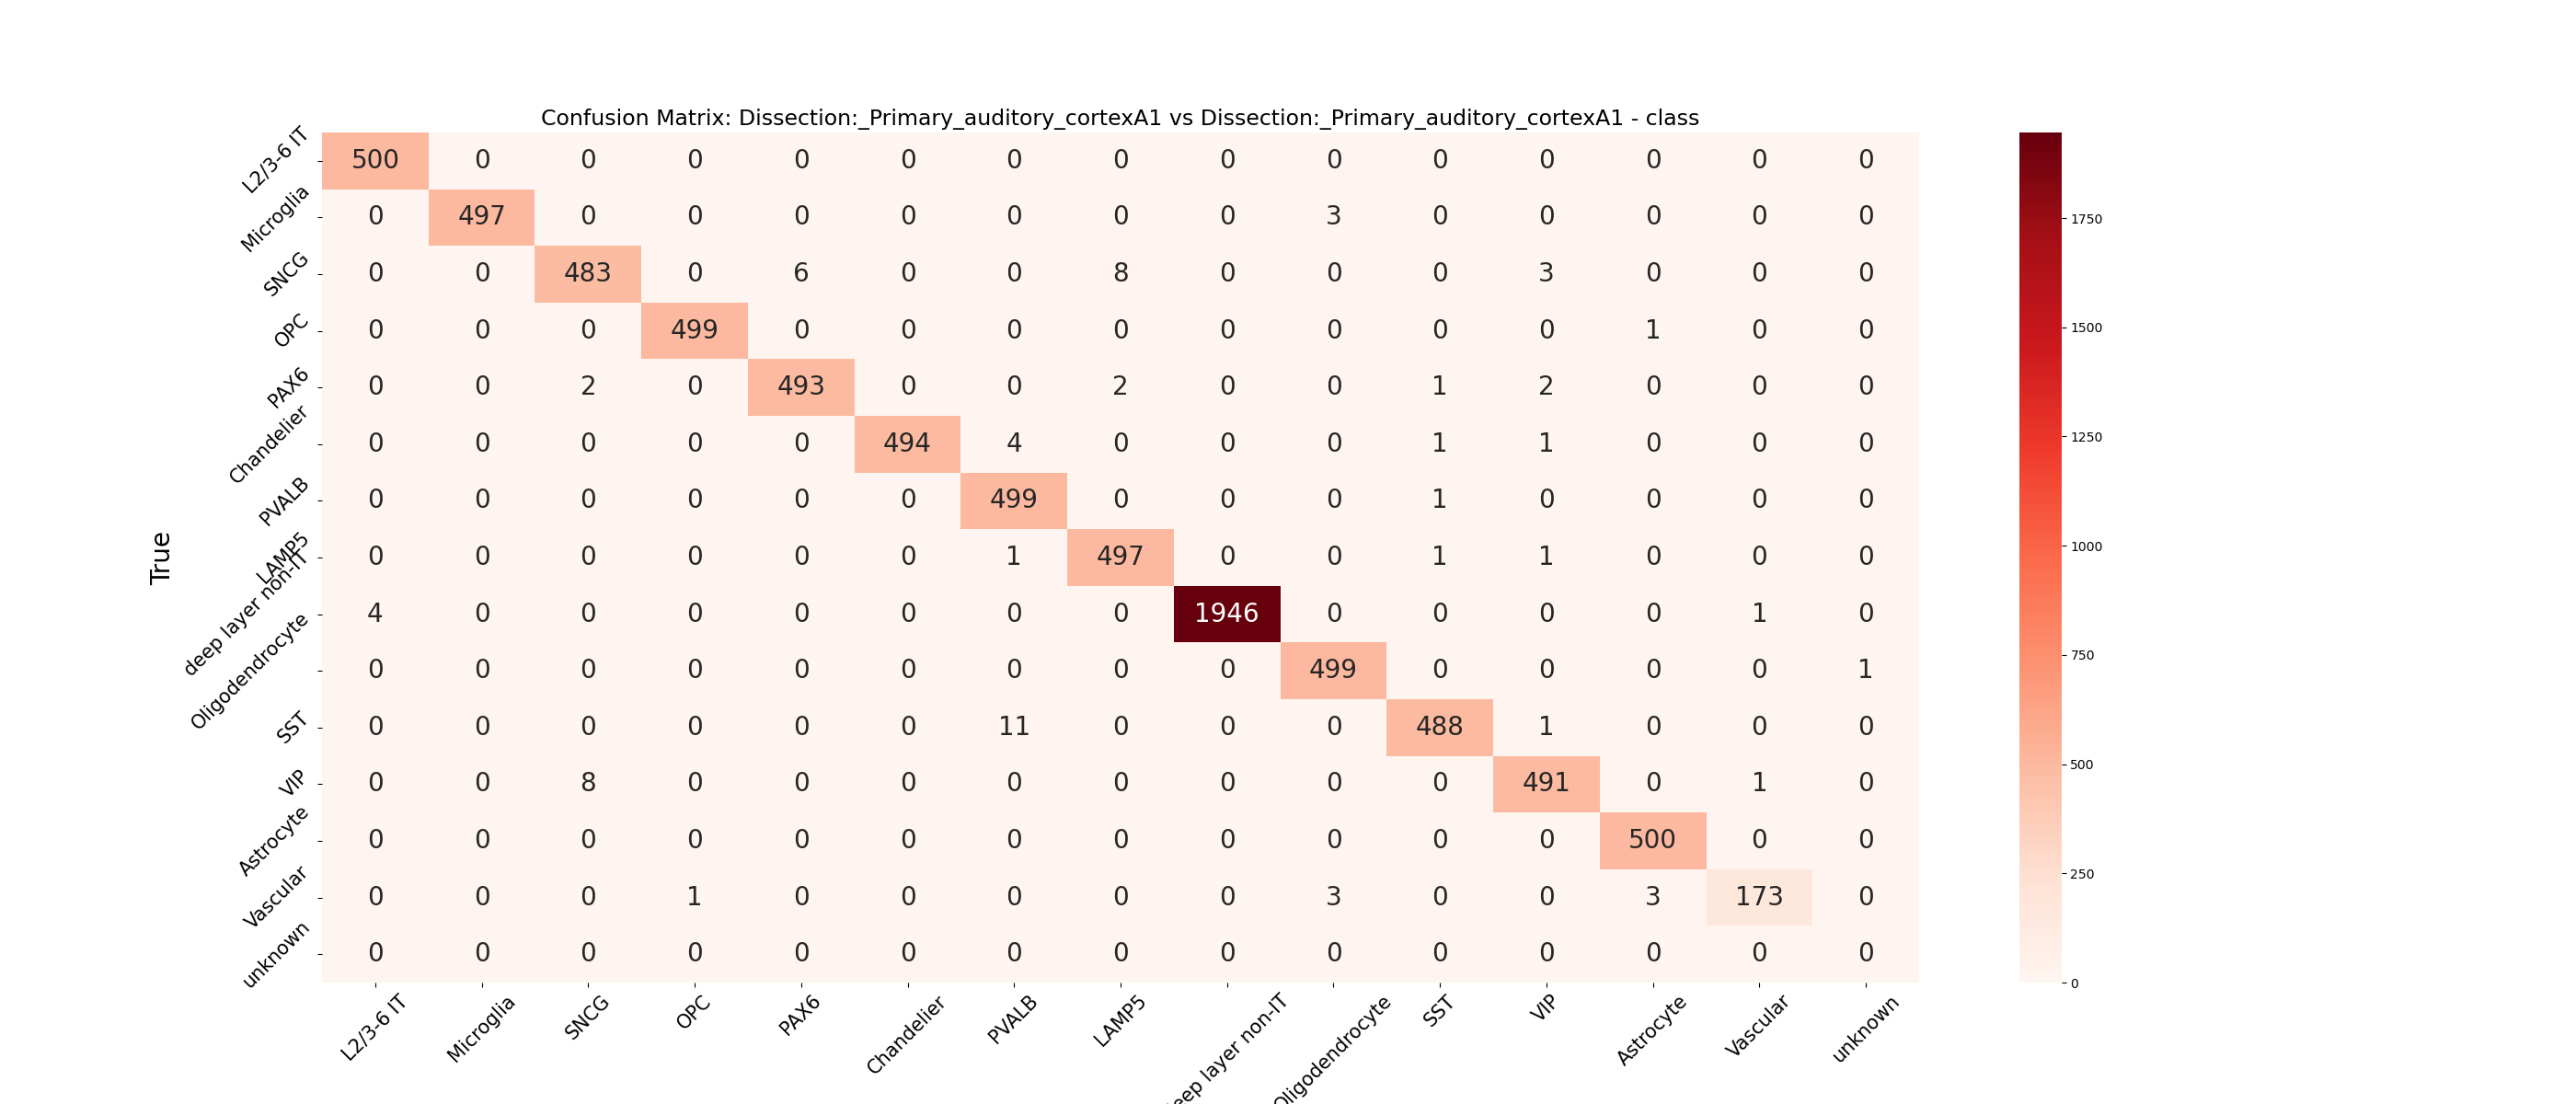 Confusion Matrix: Dissection:_Primary_auditory_cortexA1 vs Dissection:_Primary_auditory_cortexA1 - class
L2/3-6 IT 500 0 0 0 0 0 0 0 0 0 0 0 0 0 0
Microglia 0 497 0 0 0 0 0 0 0 3 0 0 0 0 0
SNCG 0 0 483 0 6 0 0 8 0 0 0 3 0 0 0
OPC 0 0 0 499 0 0 0 0 0 0 0 0 1 0 0
PAX6 0 0 2 0 493 0 0 2 0 0 1 2 0 0 0
Chandelier 0 0 0 0 0 494 4 0 0 0 1 1 0 0 0
PVALB 0 0 0 0 0 0 499 0 0 0 1 0 0 0 0
LAMP5 0 0 0 0 0 0 1 497 0 0 1 1 0 0 0
deep layer non-IT 4 0 0 0 0 0 0 0 1946 0 0 0 0 1 0
Oligodendrocyte 0 0 0 0 0 0 0 0 0 499 0 0 0 0 1
SST 0 0 0 0 0 0 11 0 0 0 488 1 0 0 0
VIP 0 0 8 0 0 0 0 0 0 0 0 491 0 1 0
Astrocyte 0 0 0 0 0 0 0 0 0 0 0 0 500 0 0
Vascular 0 0 0 1 0 0 0 0 0 3 0 0 3 173 0
unknown 0 0 0 0 0 0 0 0 0 0 0 0 0 0 0
True
L2/3-6 IT Microglia SNCG OPC PAX6 Chandelier PVALB LAMP5 eep layer non-IT Oligodendrocyte SST VIP Astrocyte Vascular unknown
1750
1500
1250
1000
750
500
250
0